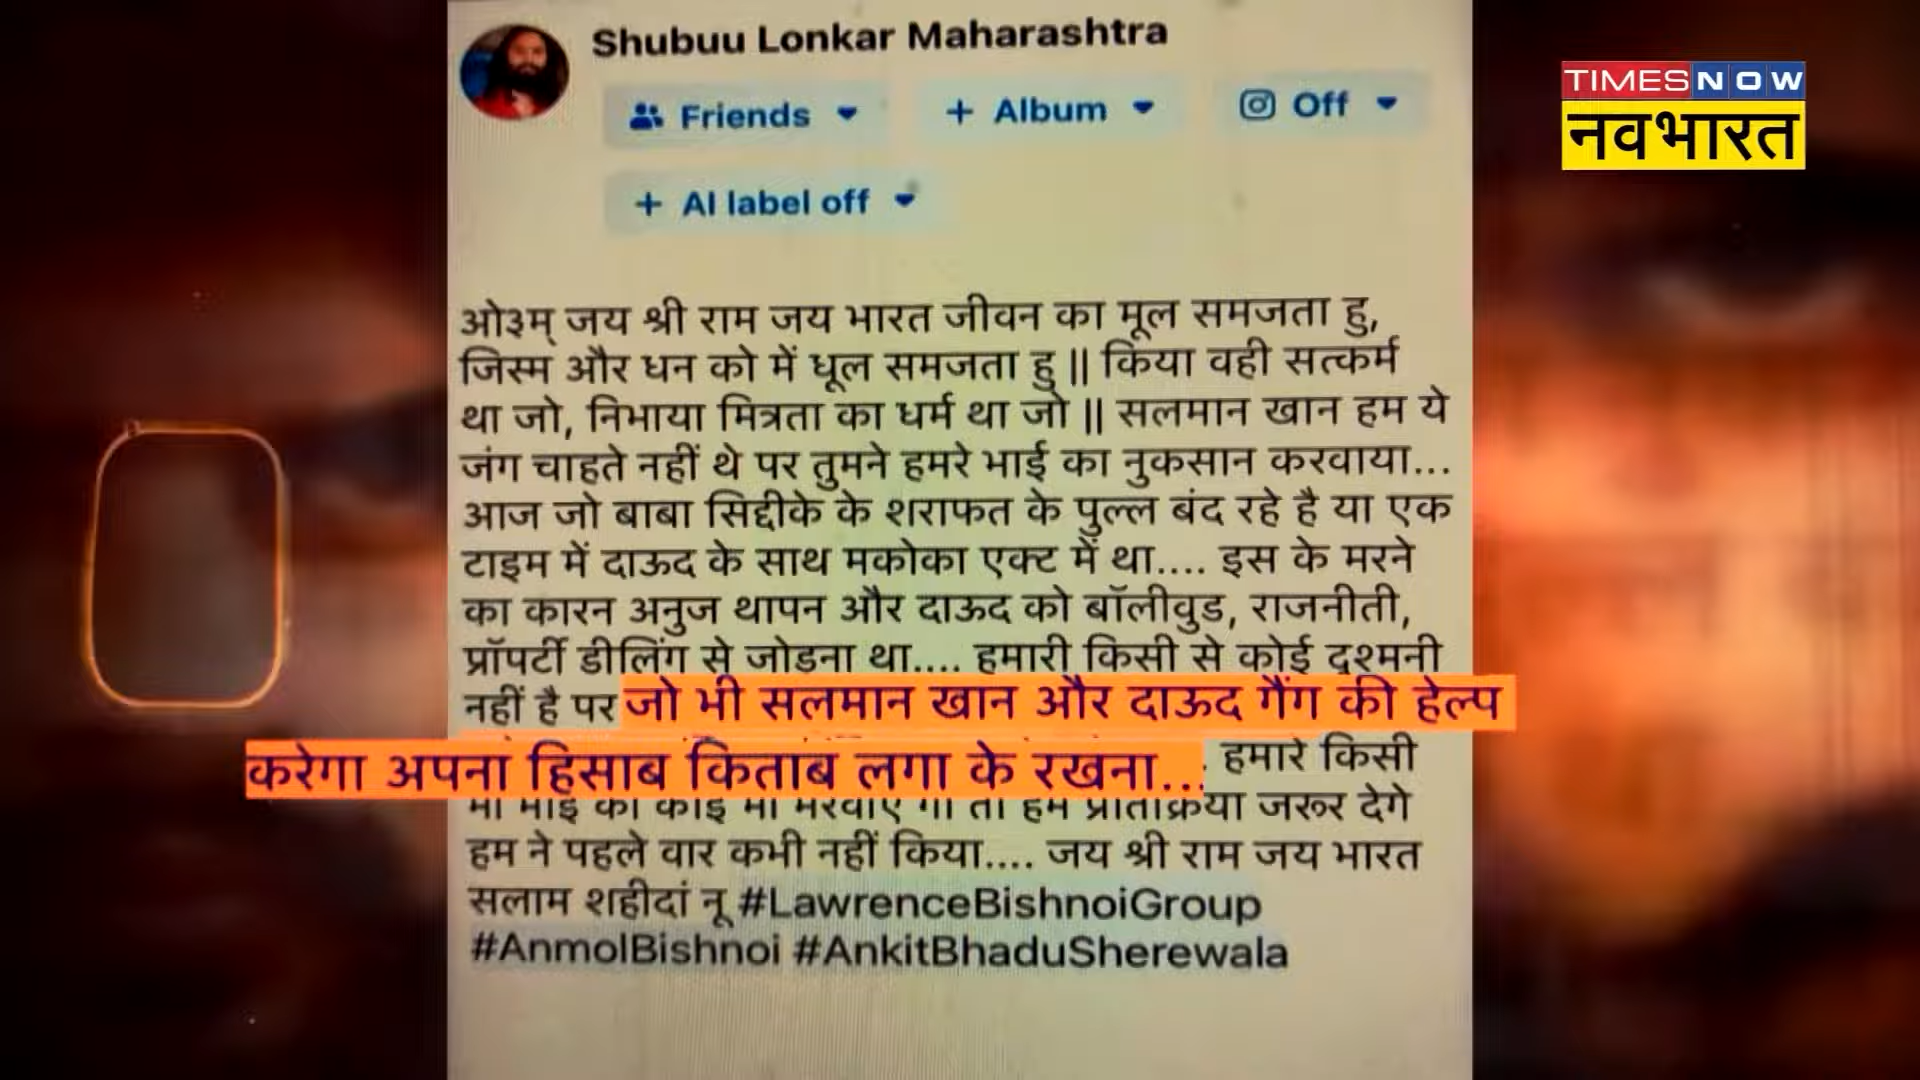 Shubuu Lonkar Maharashtra
Friends
+ Album
Off
+ AI label off
TIMES NOW
नवभारत
ओ३म् जय श्री राम जय भारत जीवन का मूल समजता हु,
जिस्म और धन को में धूल समजता हु || किया वही सत्कर्म
था जो, निभाया मित्रता का धर्म था जो || सलमान खान हम ये
जंग चाहते नहीं थे पर तुमने हमरे भाई का नुकसान करवाया...
आज जो बाबा सिद्दीके के शराफत के पुल्ल बंद रहे है या एक
टाइम में दाऊद के साथ मकोका एक्ट में था.... इस के मरने
का कारन अनुज थापन और दाऊद को बॉलीवुड, राजनीती,
प्रॉपर्टी डीलिंग से जोडना था.... हमारी किसी से कोई दुश्मनी
नहीं है पर जो भी सलमान खान और दाऊद गैंग की हेल्प
करेगा अपना हिसाब किताब लगा के रखना... हमारे किसी
भी भाई को कोई भी मरवाए गा तो हम प्रतिक्रिया जरूर देगे
हम ने पहले वार कभी नहीं किया.... जय श्री राम जय भारत
सलाम शहीदां नू #LawrenceBishnoiGroup
#AnmolBishnoi #AnkitBhaduSherewala